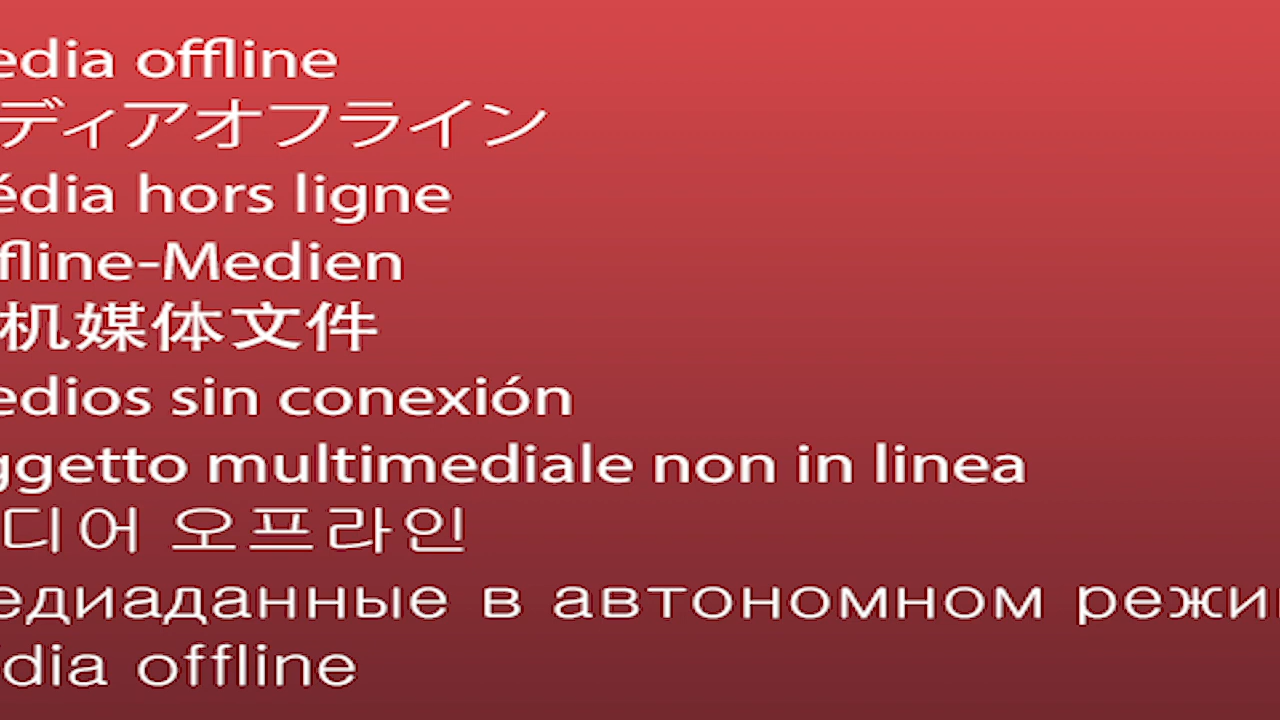 edia offline
ディアオフライン
édia hors ligne
fline-Medien
机媒体文件
edios sin conexión
ggetto multimediale non in linea
디어 오프라인
едиаданные в автономном режи
dia offline